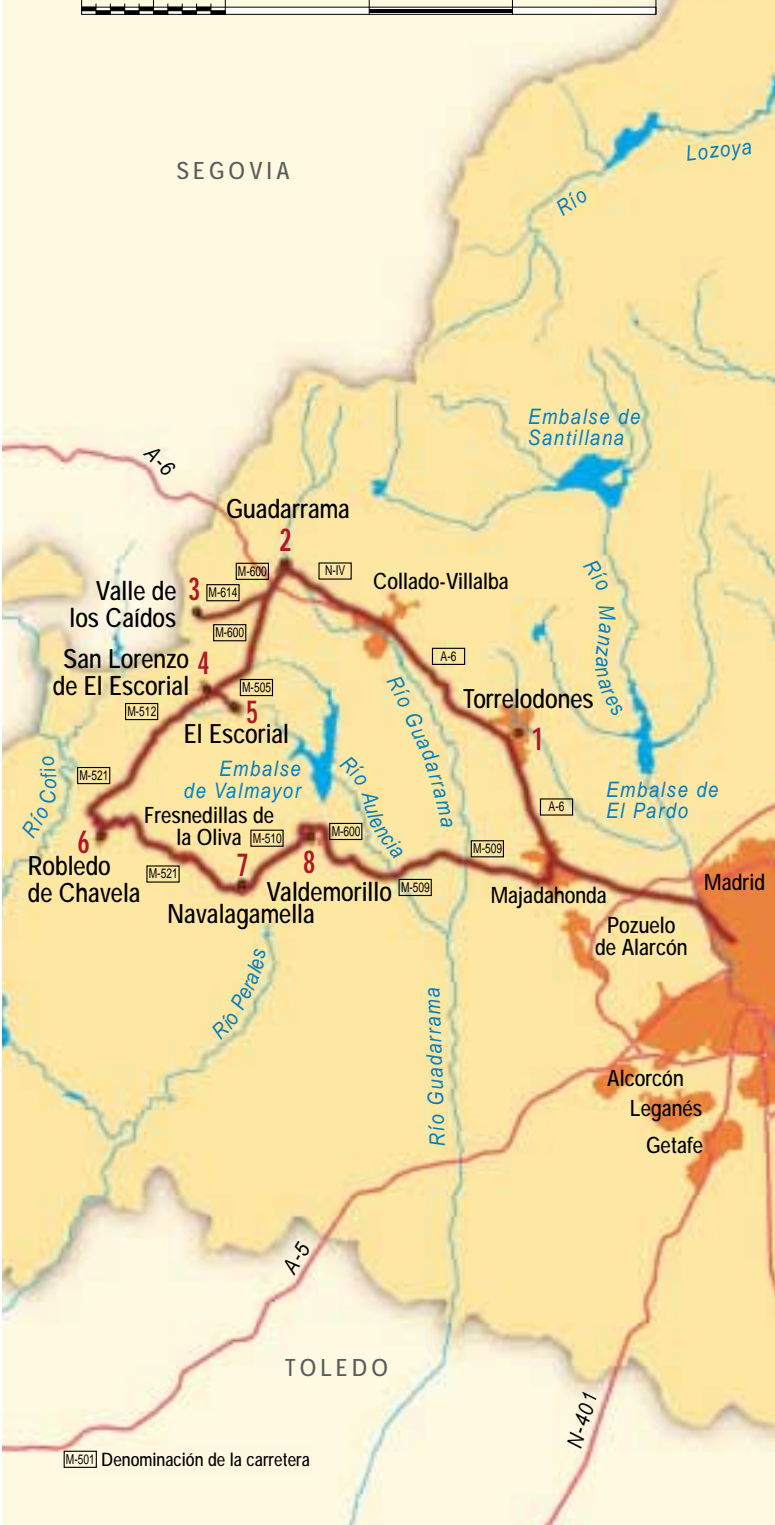 SEGOVIA
Lozoya
Río
Embalse de
Santillana
A-6
Guadarrama
2
M-600
N-IV
Collado-Villalba
Valle de
los Caídos
3
M-614
M-600
Río Manzanares
A-6
San Lorenzo
de El Escorial
4
M-505
Torrelodones
1
M-512
5
El Escorial
Río Guadarrama
Embalse
de Valmayor
Río Aulencia
Embalse de
El Pardo
Río Cofio
M-521
A-6
Fresnedillas de
la Oliva
M-510
M-600
8
6
Robledo
de Chavela
M-521
7
Navalagamella
Valdemorillo
M-509
M-509
Majadahonda
Madrid
Pozuelo
de Alarcón
Río Perales
Río Guadarrama
Alcorcón
Leganés
Getafe
A-5
TOLEDO
N-401
M-501 Denominación de la carretera